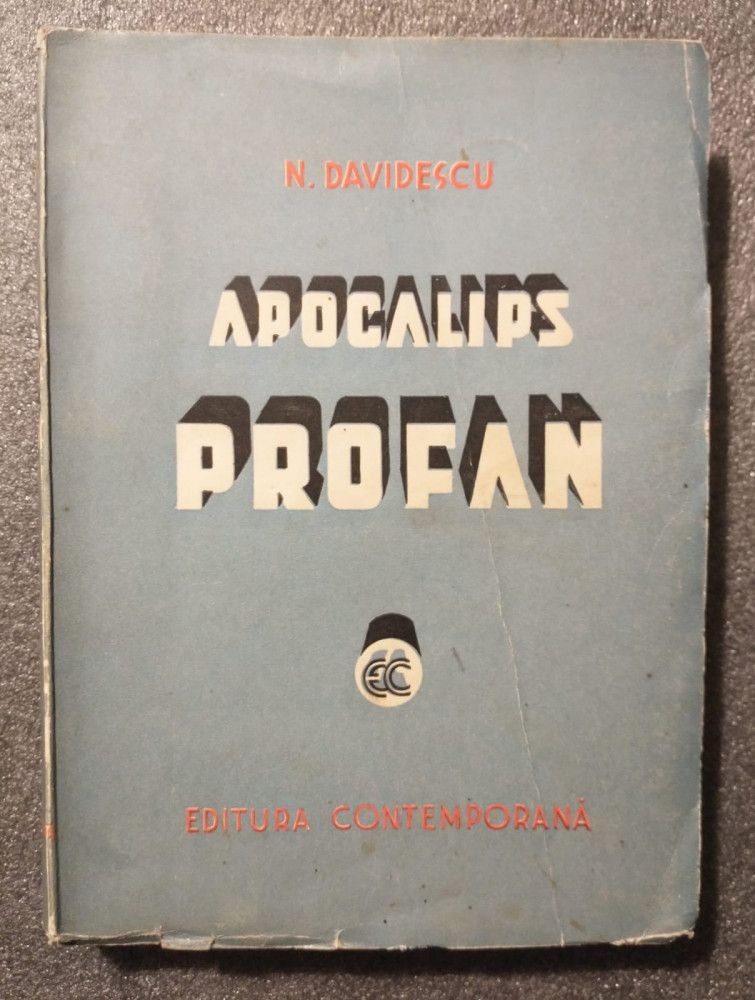 N. DAVIDESCU
APOCALIPS
PROFAN
EC
EDITURA CONTEMPORANĂ